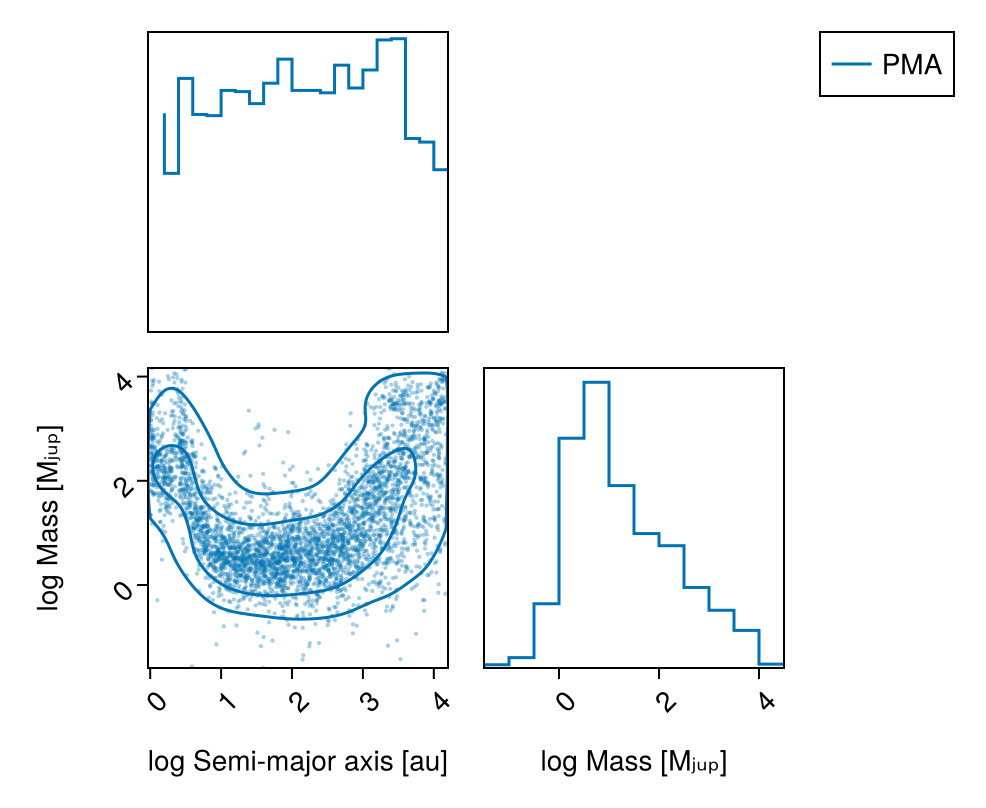 PMA
4
2
0
log Mass [Mⱼᵤₚ]
0 1 2 3 4
0 2 4
log Semi-major axis [au]
log Mass [Mⱼᵤₚ]